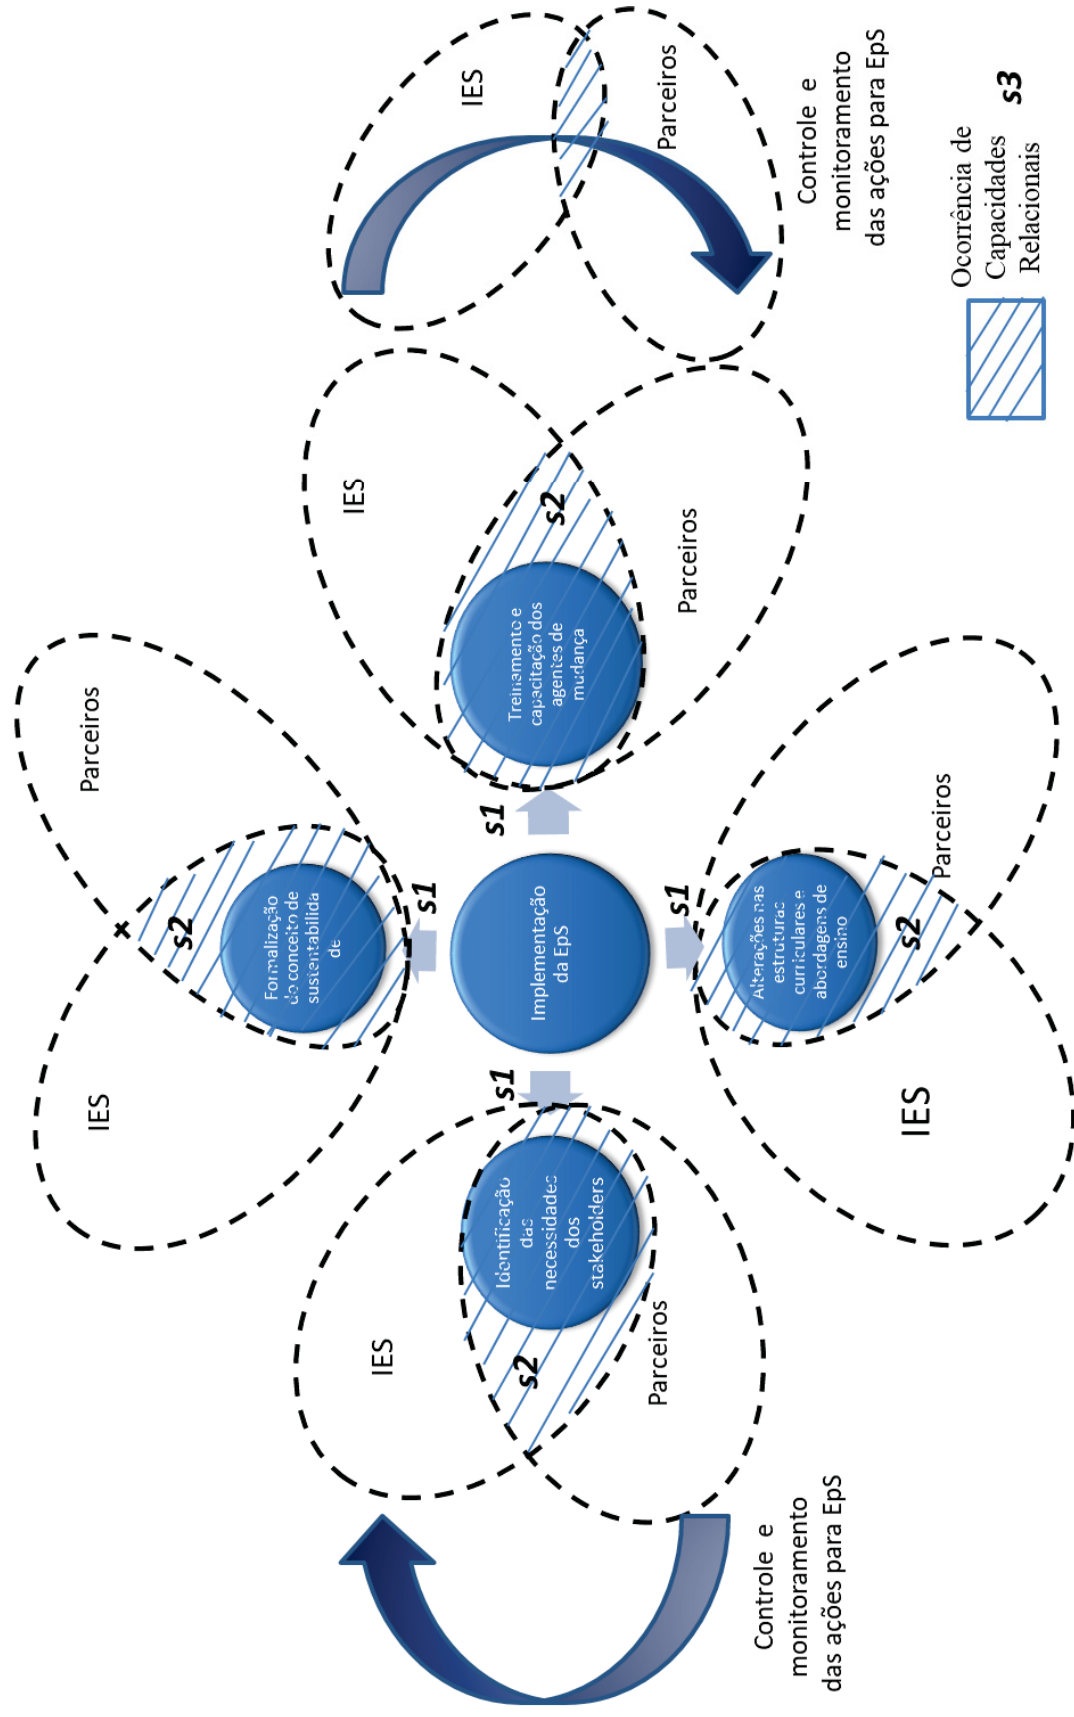 IES
Parceiros
s2
Formalização
do conceito de
sustentabilida
de
s1
IES
s1
Identificação
das
necessidades
dos
stakeholders
s2
Parceiros
Implementação
da EpS
s1
IES
s2
Treinamento e
capacitação dos
agentes de
mudança
Parceiros
IES
Parceiros
s1
Alterações nas
estruturas
curriculares e
abordagens de
ensino
s2
IES
Parceiros
Controle e
monitoramento
das ações para EpS
Controle e
monitoramento
das ações para EpS
Ocorrência de
Capacidades
Relacionais
s3